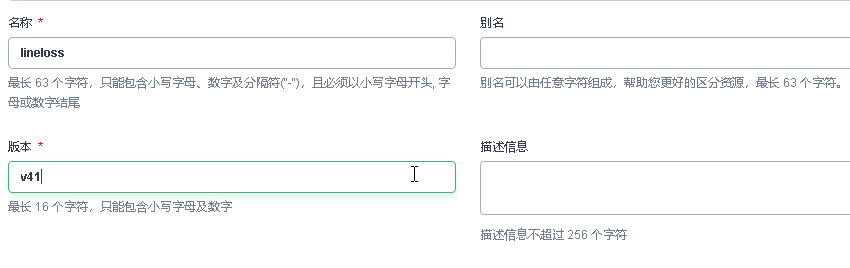 名称 *
别名
lineloss
最长 63 个字符，只能包含小写字母、数字及分隔符("-")，且必须以小写字母开头, 字
母或数字结尾
别名可以由任意字符组成，帮助您更好的区分资源，最长 63 个字符。
版本 *
描述信息
v41
最长 16 个字符，只能包含小写字母及数字
描述信息不超过 256 个字符